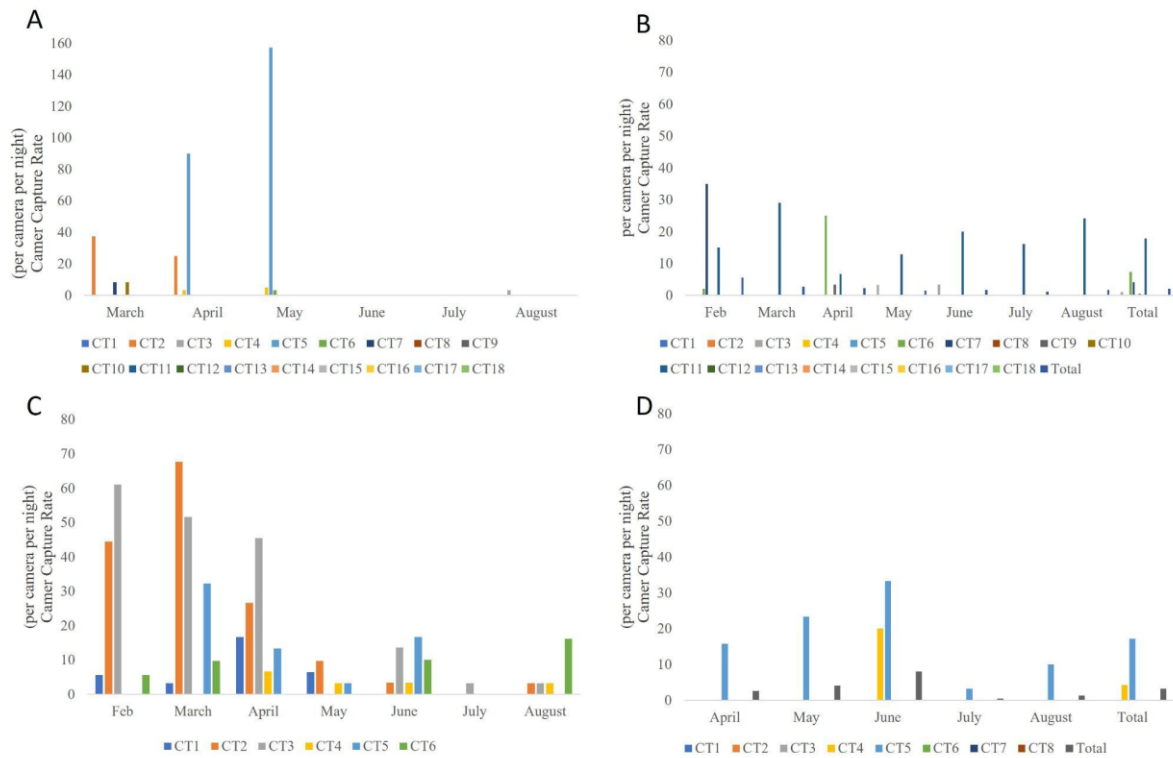 A
(per camera per night)
Camer Capture Rate
160
140
120
100
80
60
40
20
0
March April May June July August
CT1 CT2 CT3 CT4 CT5 CT6 CT7 CT8 CT9
CT10 CT11 CT12 CT13 CT14 CT15 CT16 CT17 CT18
B
per camera per night)
Camer Capture Rate
80
70
60
50
40
30
20
10
0
Feb March April May June July August Total
CT1 CT2 CT3 CT4 CT5 CT6 CT7 CT8 CT9 CT10
CT11 CT12 CT13 CT14 CT15 CT16 CT17 CT18 Total
C
(per camera per night)
Camer Capture Rate
80
70
60
50
40
30
20
10
0
Feb March April May June July August
CT1 CT2 CT3 CT4 CT5 CT6
D
(per camera per night)
Camer Capture Rate
80
70
60
50
40
30
20
10
0
April May June July August Total
CT1 CT2 CT3 CT4 CT5 CT6 CT7 CT8 Total